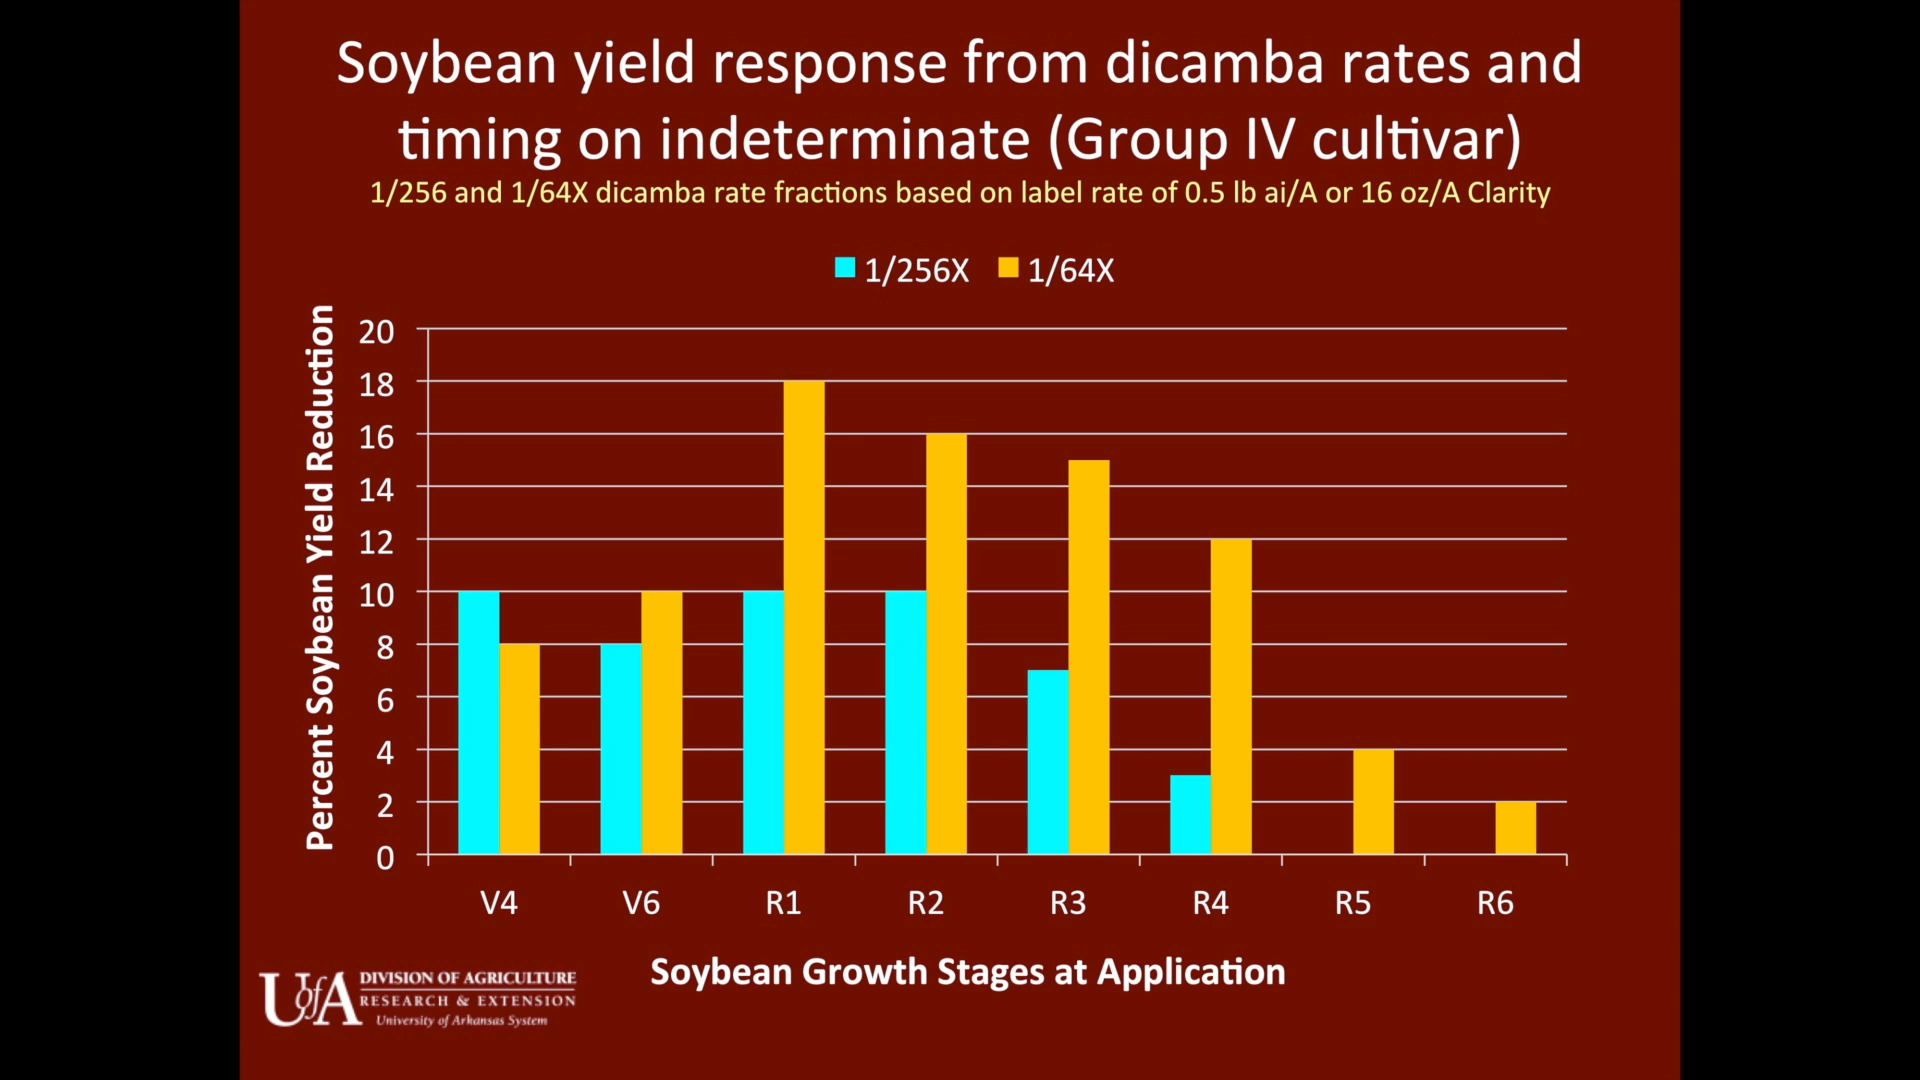 Soybean yield response from dicamba rates and
timing on indeterminate (Group IV cultivar)
1/256 and 1/64X dicamba rate fractions based on label rate of 0.5 lb ai/A or 16 oz/A Clarity
1/256X 1/64X
Percent Soybean Yield Reduction
20
18
16
14
12
10
8
6
4
2
0
V4 V6 R1 R2 R3 R4 R5 R6
Soybean Growth Stages at Application
UofA
DIVISION OF AGRICULTURE
RESEARCH & EXTENSION
University of Arkansas System